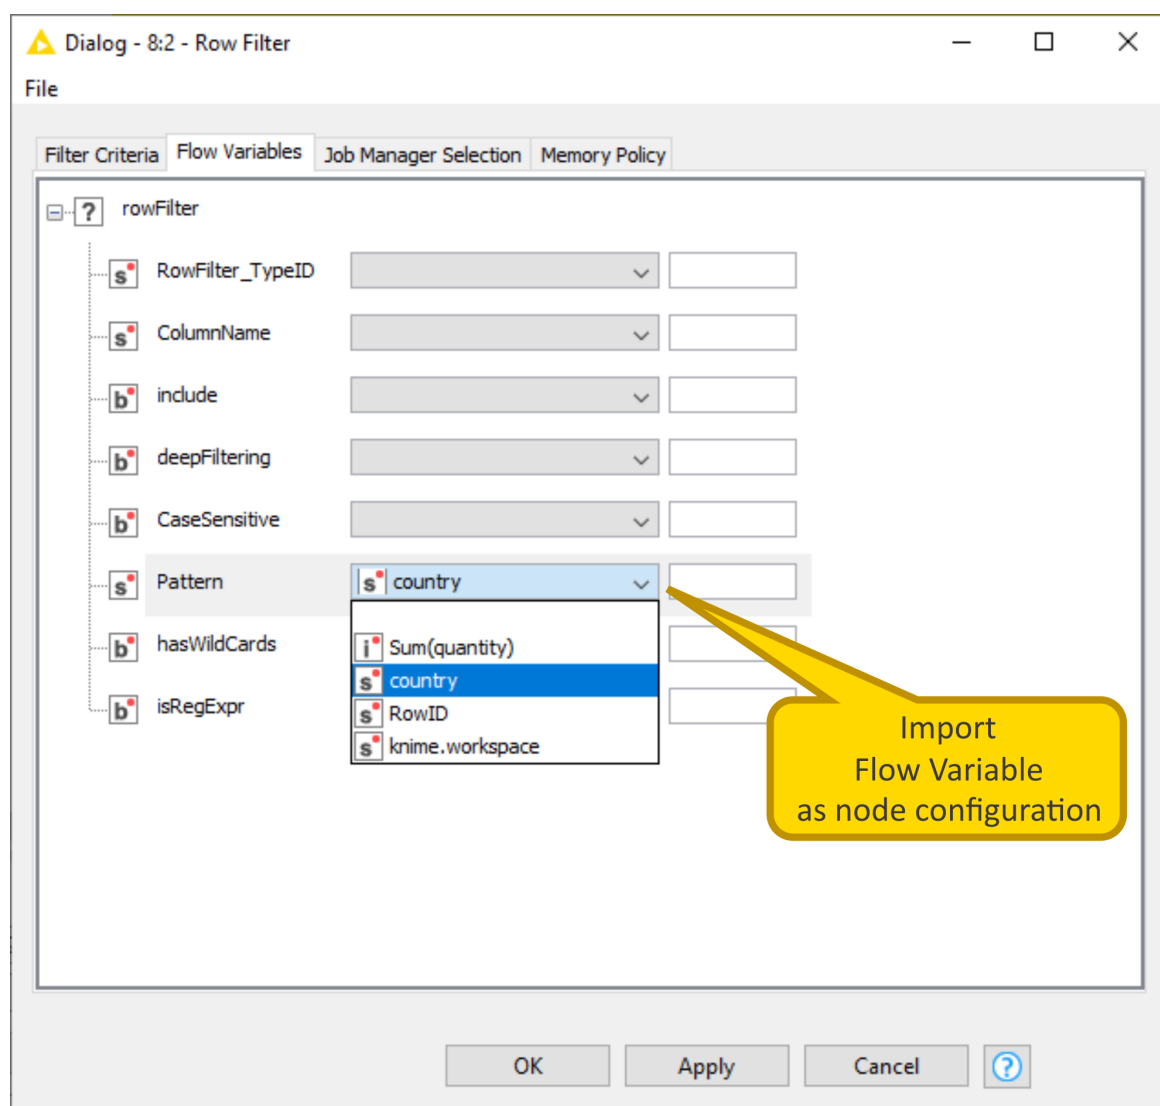 Dialog - 8:2 - Row Filter
File
Filter Criteria Flow Variables Job Manager Selection Memory Policy
? rowFilter
s RowFilter_TypeID
s ColumnName
b include
b deepFiltering
b CaseSensitive
s Pattern s country
b hasWildCards i Sum(quantity)
s country
b isRegExpr s RowID
s knime.workspace
Import
Flow Variable
as node configuration
OK Apply Cancel ?